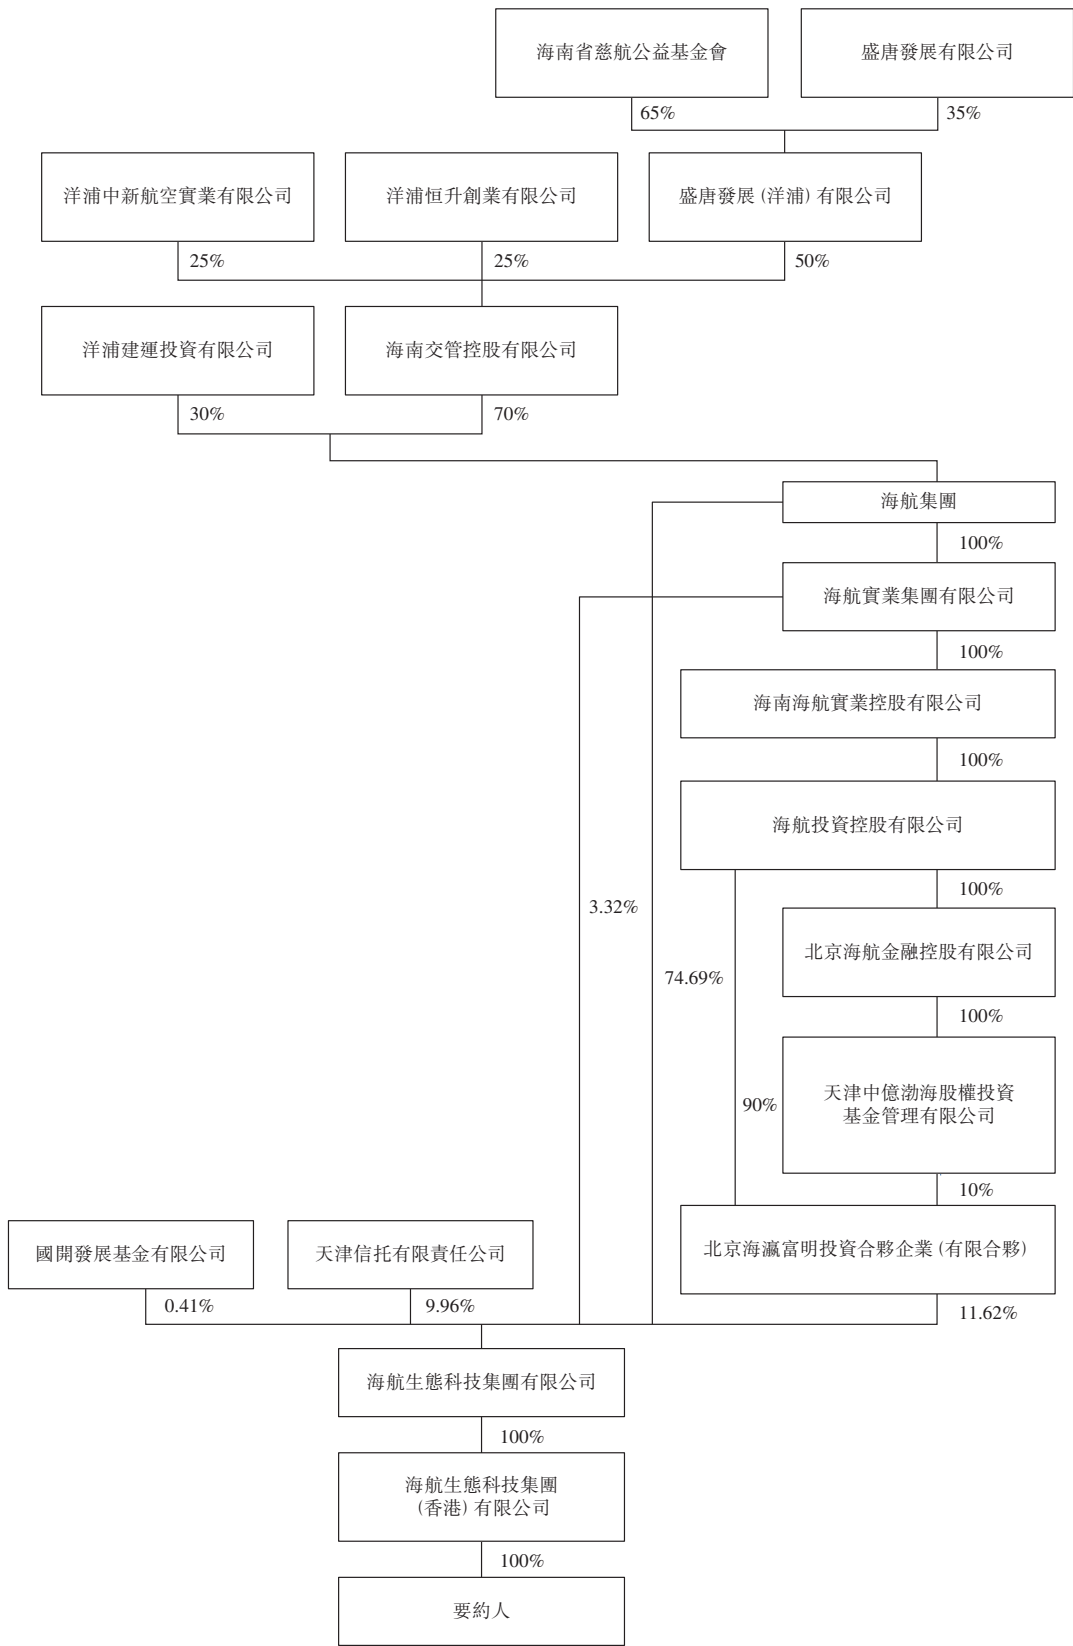 海南省慈航公益基金會
盛唐發展有限公司
65%
35%
洋浦中新航空實業有限公司
洋浦恒升創業有限公司
盛唐發展(洋浦)有限公司
25%
25%
50%
洋浦建運投資有限公司
海南交管控股有限公司
30%
70%
海航集團
100%
海航實業集團有限公司
100%
海南海航實業控股有限公司
100%
海航投資控股有限公司
3.32%
100%
北京海航金融控股有限公司
74.69%
100%
天津中億渤海股權投資
基金管理有限公司
90%
10%
國開發展基金有限公司
天津信托有限責任公司
北京海瀛富明投資合夥企業(有限合夥)
0.41%
9.96%
11.62%
海航生態科技集團有限公司
100%
海航生態科技集團
(香港)有限公司
100%
要約人